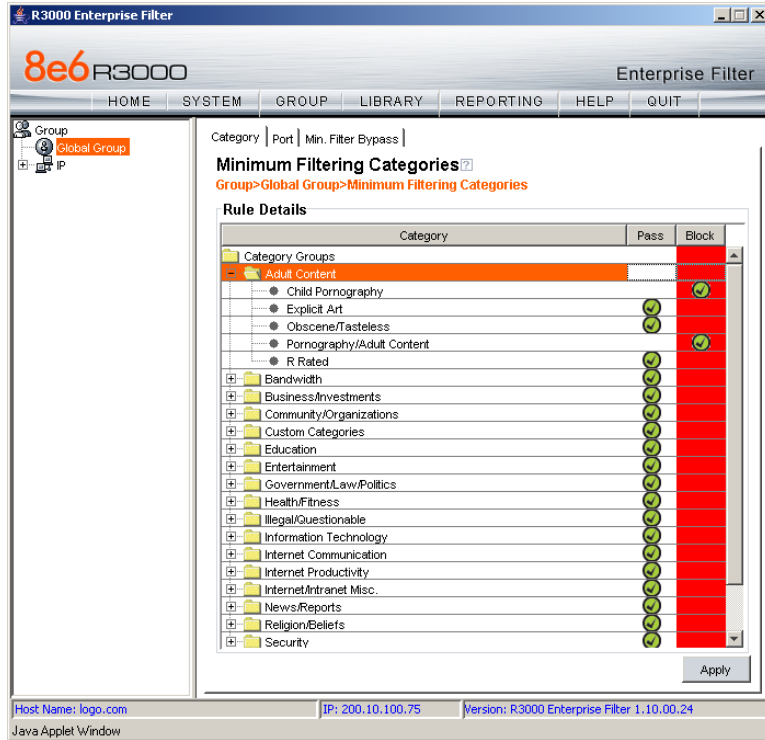 R3000 Enterprise Filter
8e6 R3000
Enterprise Filter
HOME SYSTEM GROUP LIBRARY REPORTING HELP QUIT
Group
Global Group
IP
Category Port Min. Filter Bypass
Minimum Filtering Categories ?
Group>Global Group>Minimum Filtering Categories
Rule Details
Category Pass Block
Category Groups
Adult Content
Child Pornography
Explicit Art
Obscene/Tasteless
Pornography/Adult Content
R Rated
Bandwidth
Business/Investments
Community/Organizations
Custom Categories
Education
Entertainment
Government/Law/Politics
Health/Fitness
Illegal/Questionable
Information Technology
Internet Communication
Internet Productivity
Internet/Intranet Misc.
News/Reports
Religion/Beliefs
Security
Apply
Host Name: logo.com IP: 200.10.100.75 Version: R3000 Enterprise Filter 1.10.00.24
Java Applet Window